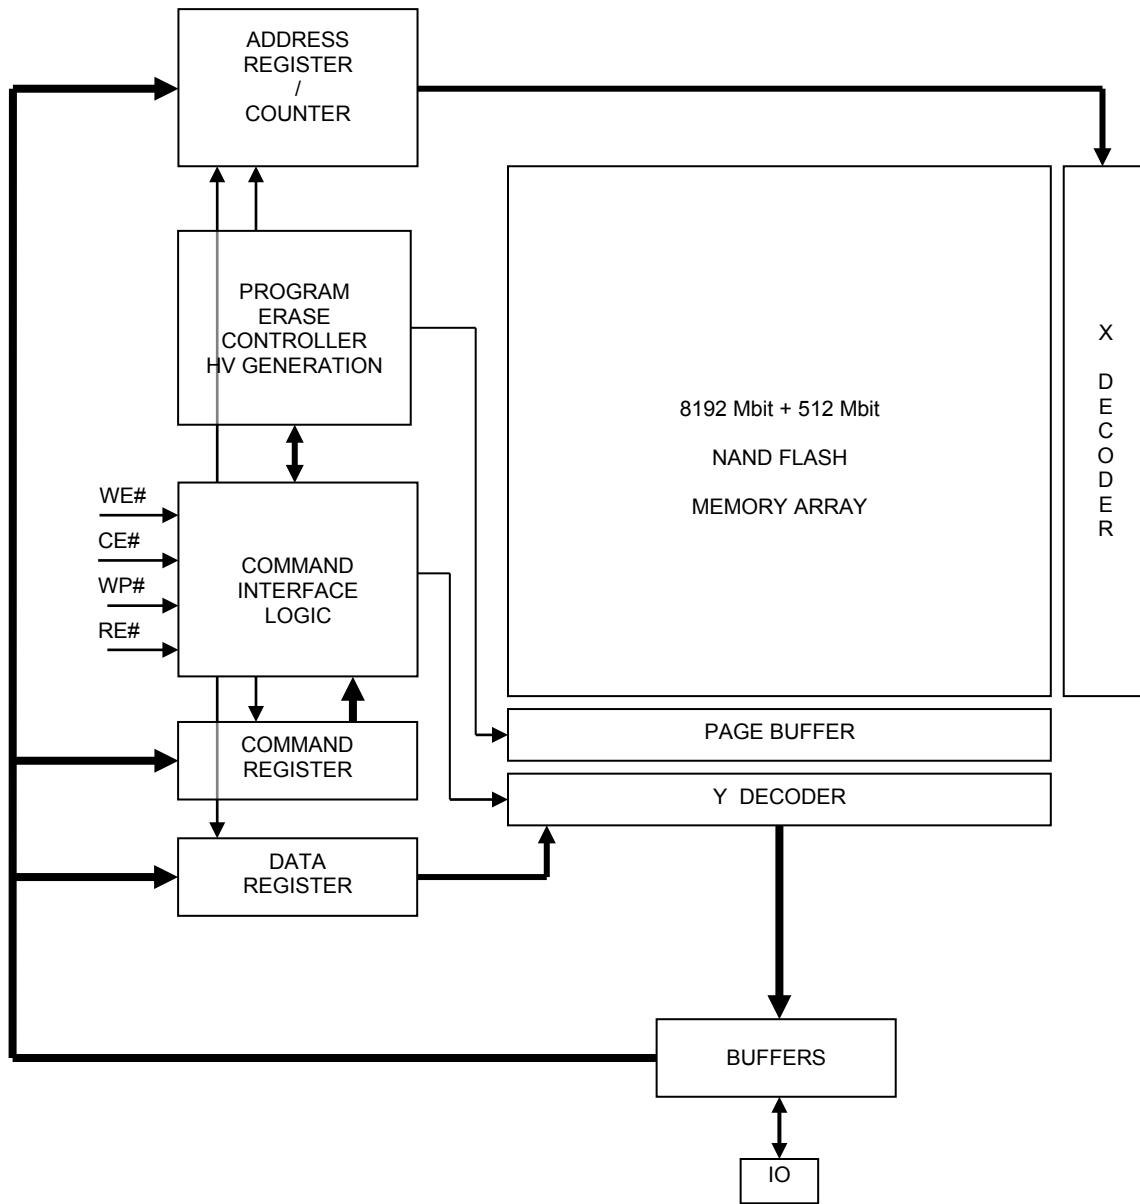 ADDRESS
REGISTER
/
COUNTER
PROGRAM
ERASE
CONTROLLER
HV GENERATION
8192 Mbit + 512 Mbit
NAND FLASH
MEMORY ARRAY
X
D
E
C
O
D
E
R
WE#
CE#
WP#
RE#
COMMAND
INTERFACE
LOGIC
COMMAND
REGISTER
PAGE BUFFER
Y DECODER
DATA
REGISTER
BUFFERS
IO